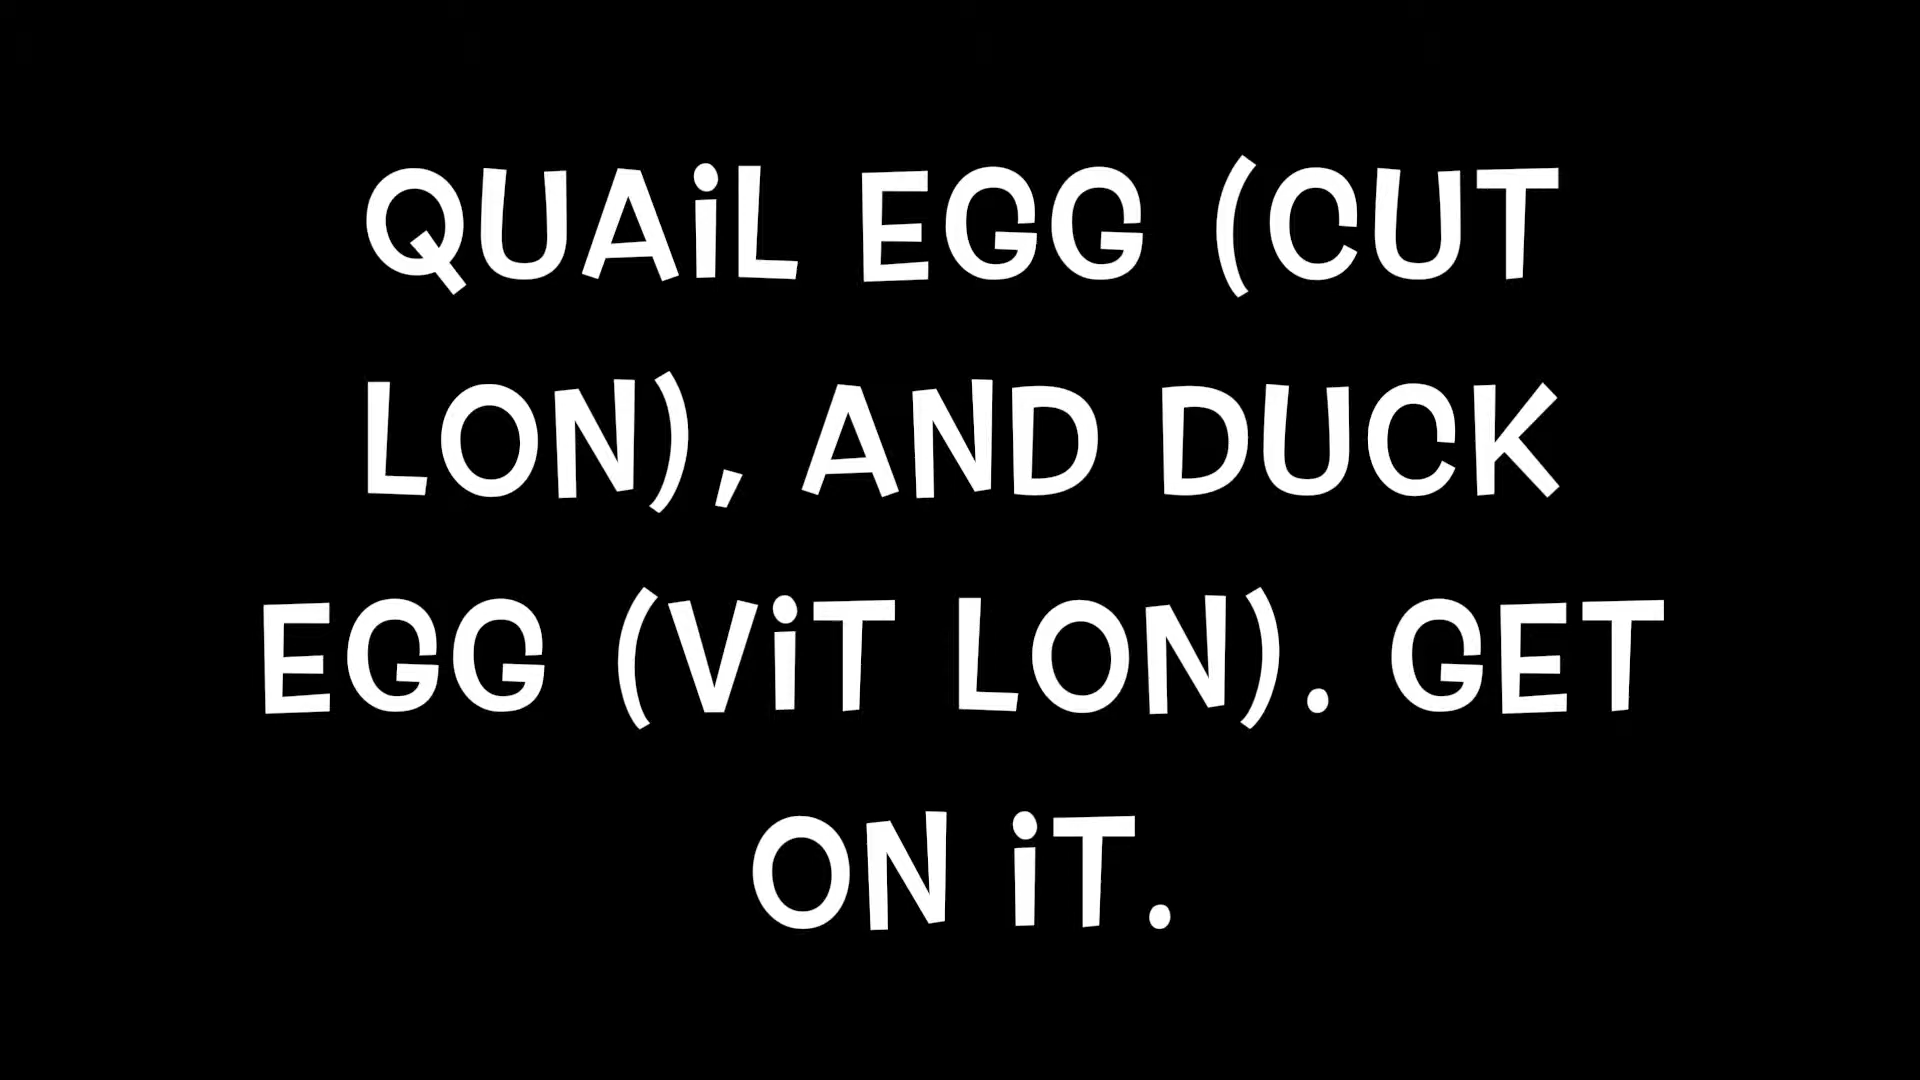 QUAiL EGG (CUT
LON), AND DUCK
EGG (ViT LON). GET
ON iT.